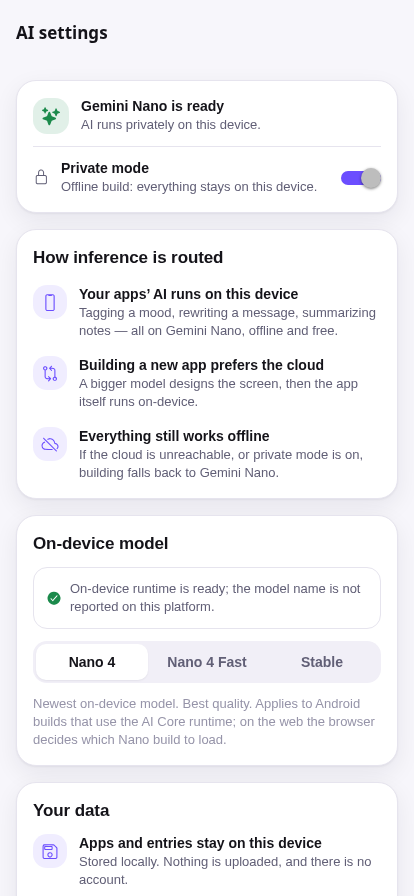 AI settings
Gemini Nano is ready
AI runs privately on this device.
Private mode
Offline build: everything stays on this device.
How inference is routed
Your apps’ AI runs on this device
Tagging a mood, rewriting a message, summarizing
notes — all on Gemini Nano, offline and free.
Building a new app prefers the cloud
A bigger model designs the screen, then the app
itself runs on-device.
Everything still works offline
If the cloud is unreachable, or private mode is on,
building falls back to Gemini Nano.
On-device model
On-device runtime is ready; the model name is not
reported on this platform.
Nano 4 Nano 4 Fast Stable
Newest on-device model. Best quality. Applies to Android
builds that use the AI Core runtime; on the web the browser
decides which Nano build to load.
Your data
Apps and entries stay on this device
Stored locally. Nothing is uploaded, and there is no
account.